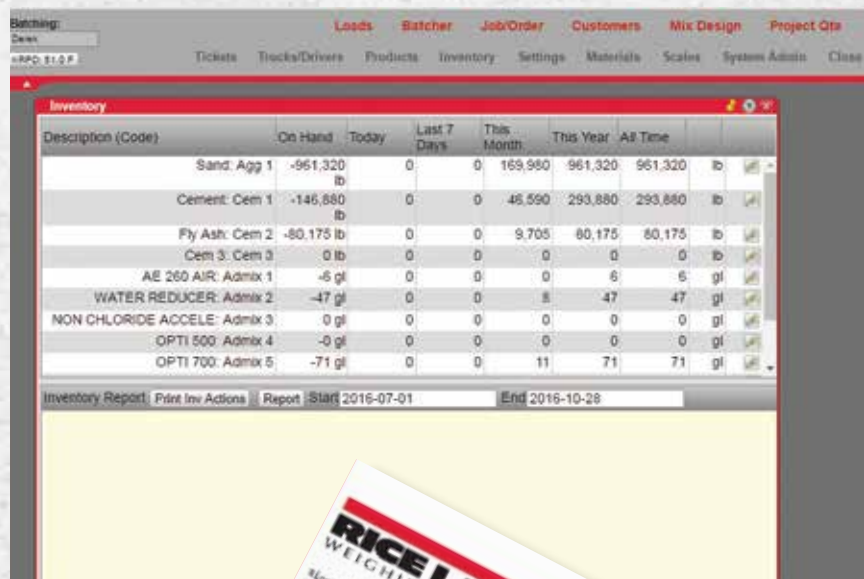 Batching:
Derek
Loads Batcher Job/Order Customers Mix Design Project Qta
Tickets Trucks/Drivers Products Inventory Settings Materials Scales System Admin Close
Inventory
Description (Code) On Hand Today Last 7 Days This Month This Year All Time
Sand: Agg 1 -961,320 lb 0 0 169,980 961,320 961,320 lb
Cement: Cem 1 -146,880 lb 0 0 46,590 293,880 293,880 lb
Fly Ash: Cem 2 -80,175 lb 0 0 9,705 80,175 80,175 lb
Cem 3: Cem 3 0 lb 0 0 0 0 0 lb
AE 260 AIR: Admix 1 -6 gl 0 0 0 6 6 gl
WATER REDUCER: Admix 2 -47 gl 0 0 8 47 47 gl
NON CHLORIDE ACCELE: Admix 3 0 gl 0 0 0 0 0 gl
OPTI 500: Admix 4 -0 gl 0 0 0 0 0 gl
OPTI 700: Admix 5 -71 gl 0 0 11 71 71 gl
Inventory Report Print Inv Actions Report Start 2016-07-01 End 2016-10-28
RICE L
WEIGH